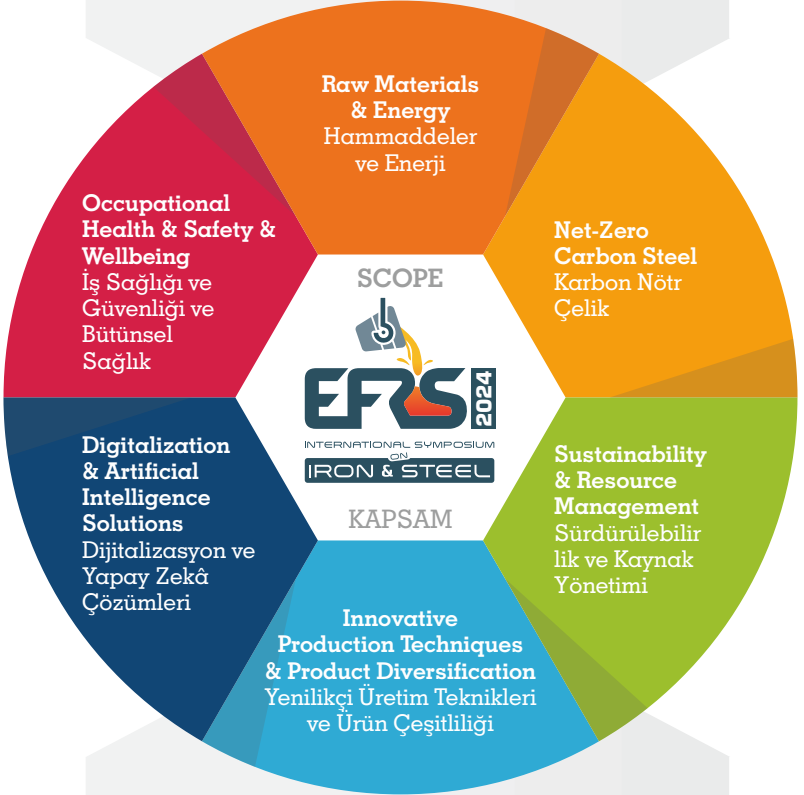 Raw Materials
& Energy
Hammaddeler
ve Enerji
Net-Zero
Carbon Steel
Karbon Nötr
Çelik
Sustainability
& Resource
Management
Sürdürülebilir
lik ve Kaynak
Yönetimi
Innovative
Production Techniques
& Product Diversification
Yenilikçi Üretim Teknikleri
ve Ürün Çeşitliliği
Digitalization
& Artificial
Intelligence
Solutions
Dijitalizasyon ve
Yapay Zekâ
Çözümleri
Occupational
Health & Safety &
Wellbeing
İş Sağlığı ve
Güvenliği ve
Bütünsel
Sağlık
SCOPE
EFRS
2024
INTERNATIONAL SYMPOSIUM
ON
IRON & STEEL
KAPSAM